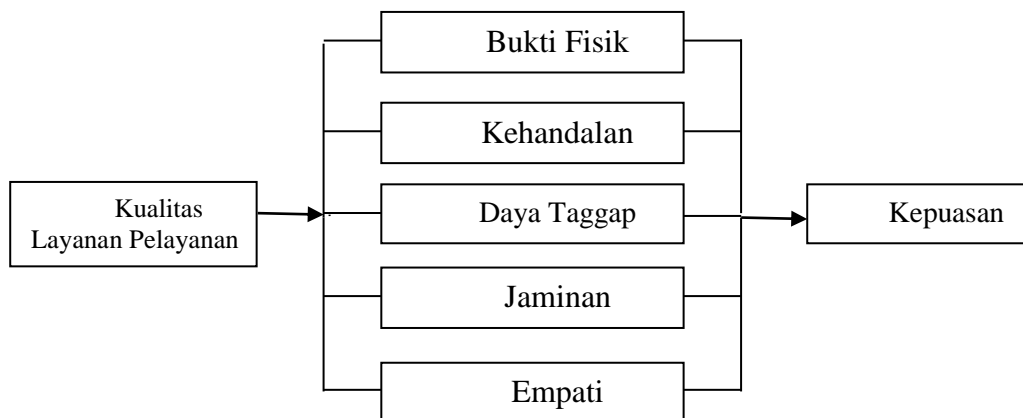 Kualitas
Layanan Pelayanan
Bukti Fisik
Kehandalan
Daya Taggap
Jaminan
Empati
Kepuasan